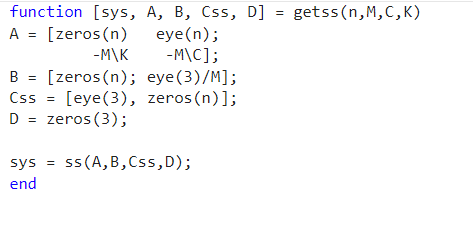 function [sys, A, B, Css, D] = getss(n,M,C,K)
A = [zeros(n)   eye(n);
         -M\K    -M\C];
B = [zeros(n); eye(3)/M];
Css = [eye(3), zeros(n)];
D = zeros(3);
sys = ss(A,B,Css,D);
end